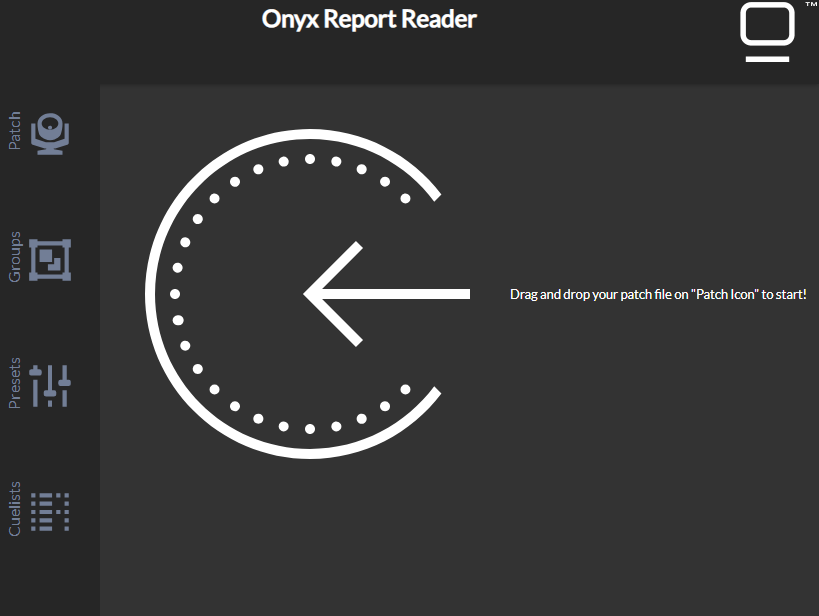 Onyx Report Reader
™
Patch
Groups
Presets
Cuelists
Drag and drop your patch file on "Patch Icon" to start!